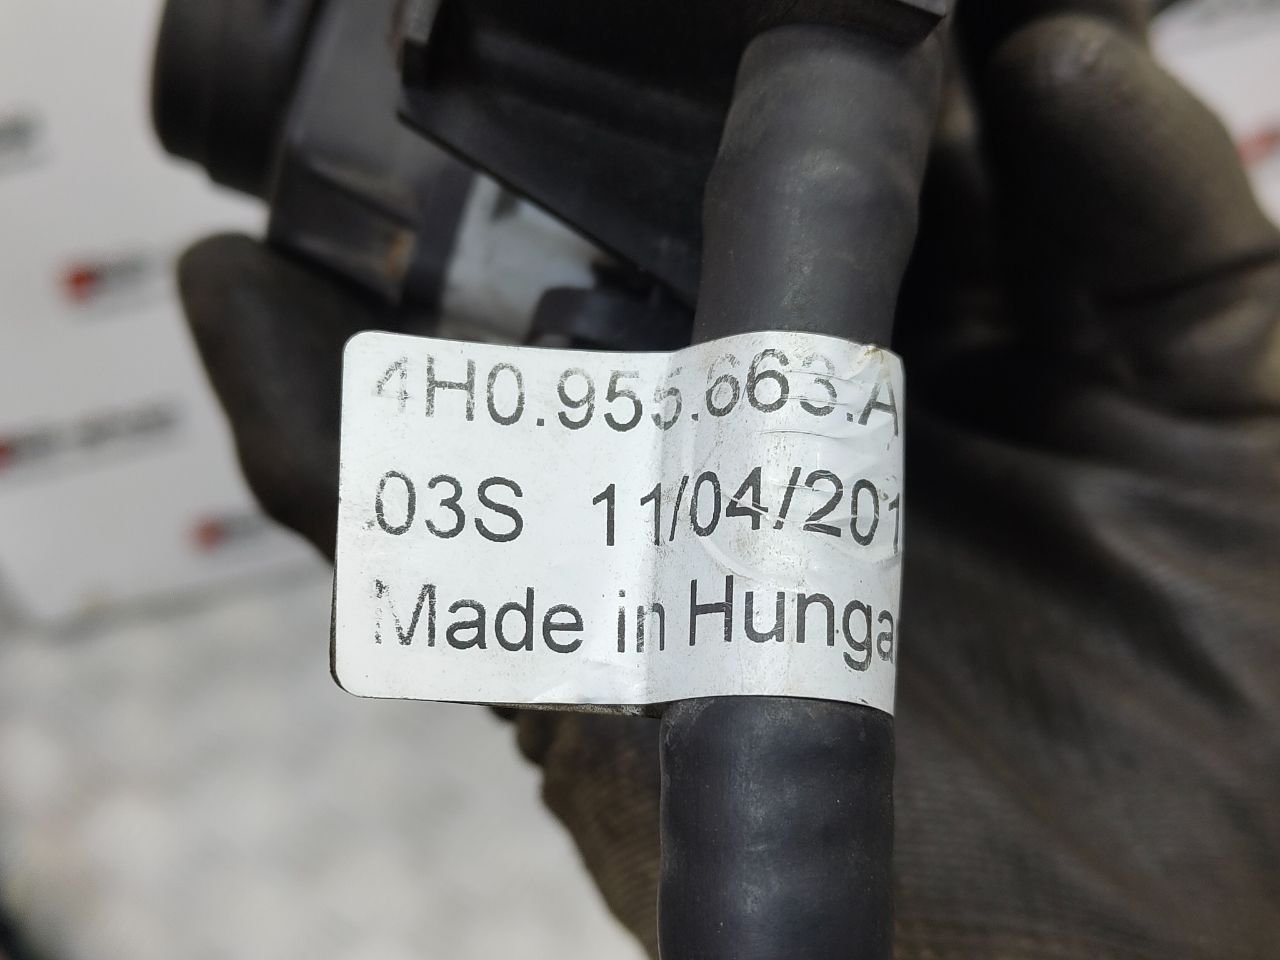 4H0.955.663.A
03S 11/04/201
Made in Hunga